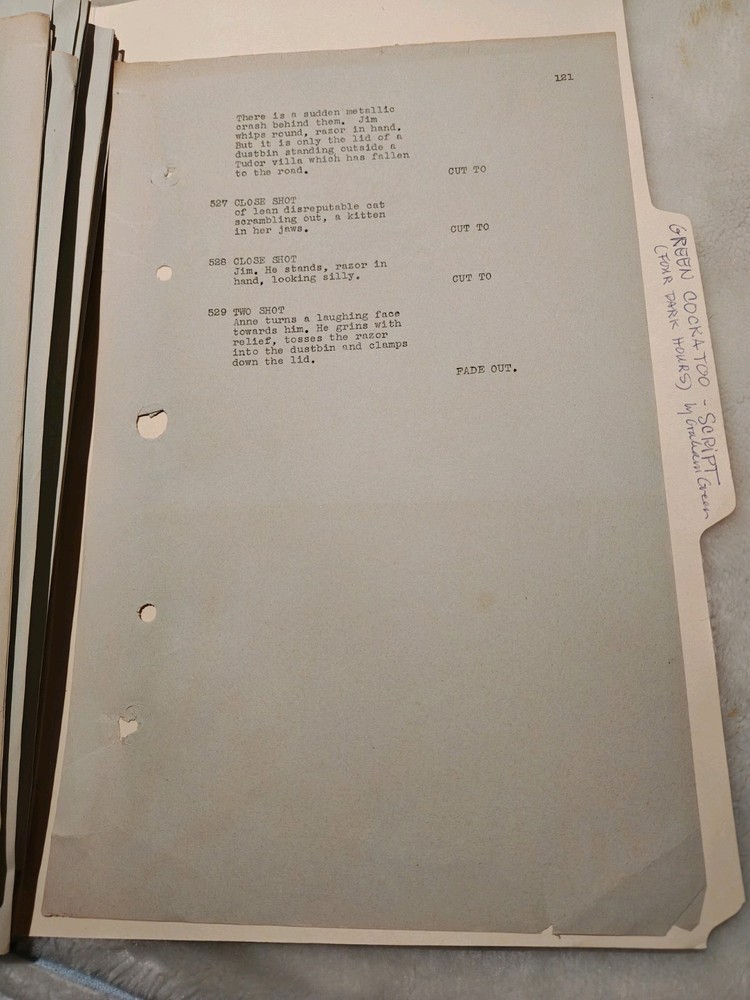 121
There is a sudden metallic
crash behind them. Jim
whips round, razor in hand.
But it is only the lid of a
dustbin standing outside a
Tudor villa which has fallen
to the road.
CUT TO
527 CLOSE SHOT
of lean disreputable cat
scrambling out, a kitten
in her jaws.
CUT TO
528 CLOSE SHOT
Jim. He stands, razor in
hand, looking silly.
CUT TO
529 TWO SHOT
Anne turns a laughing face
towards him. He grins with
relief, tosses the razor
into the dustbin and clamps
down the lid.
FADE OUT.
GREEN COCKATOO - SCRIPT
(FOUR DARK HOURS) by Graham Green